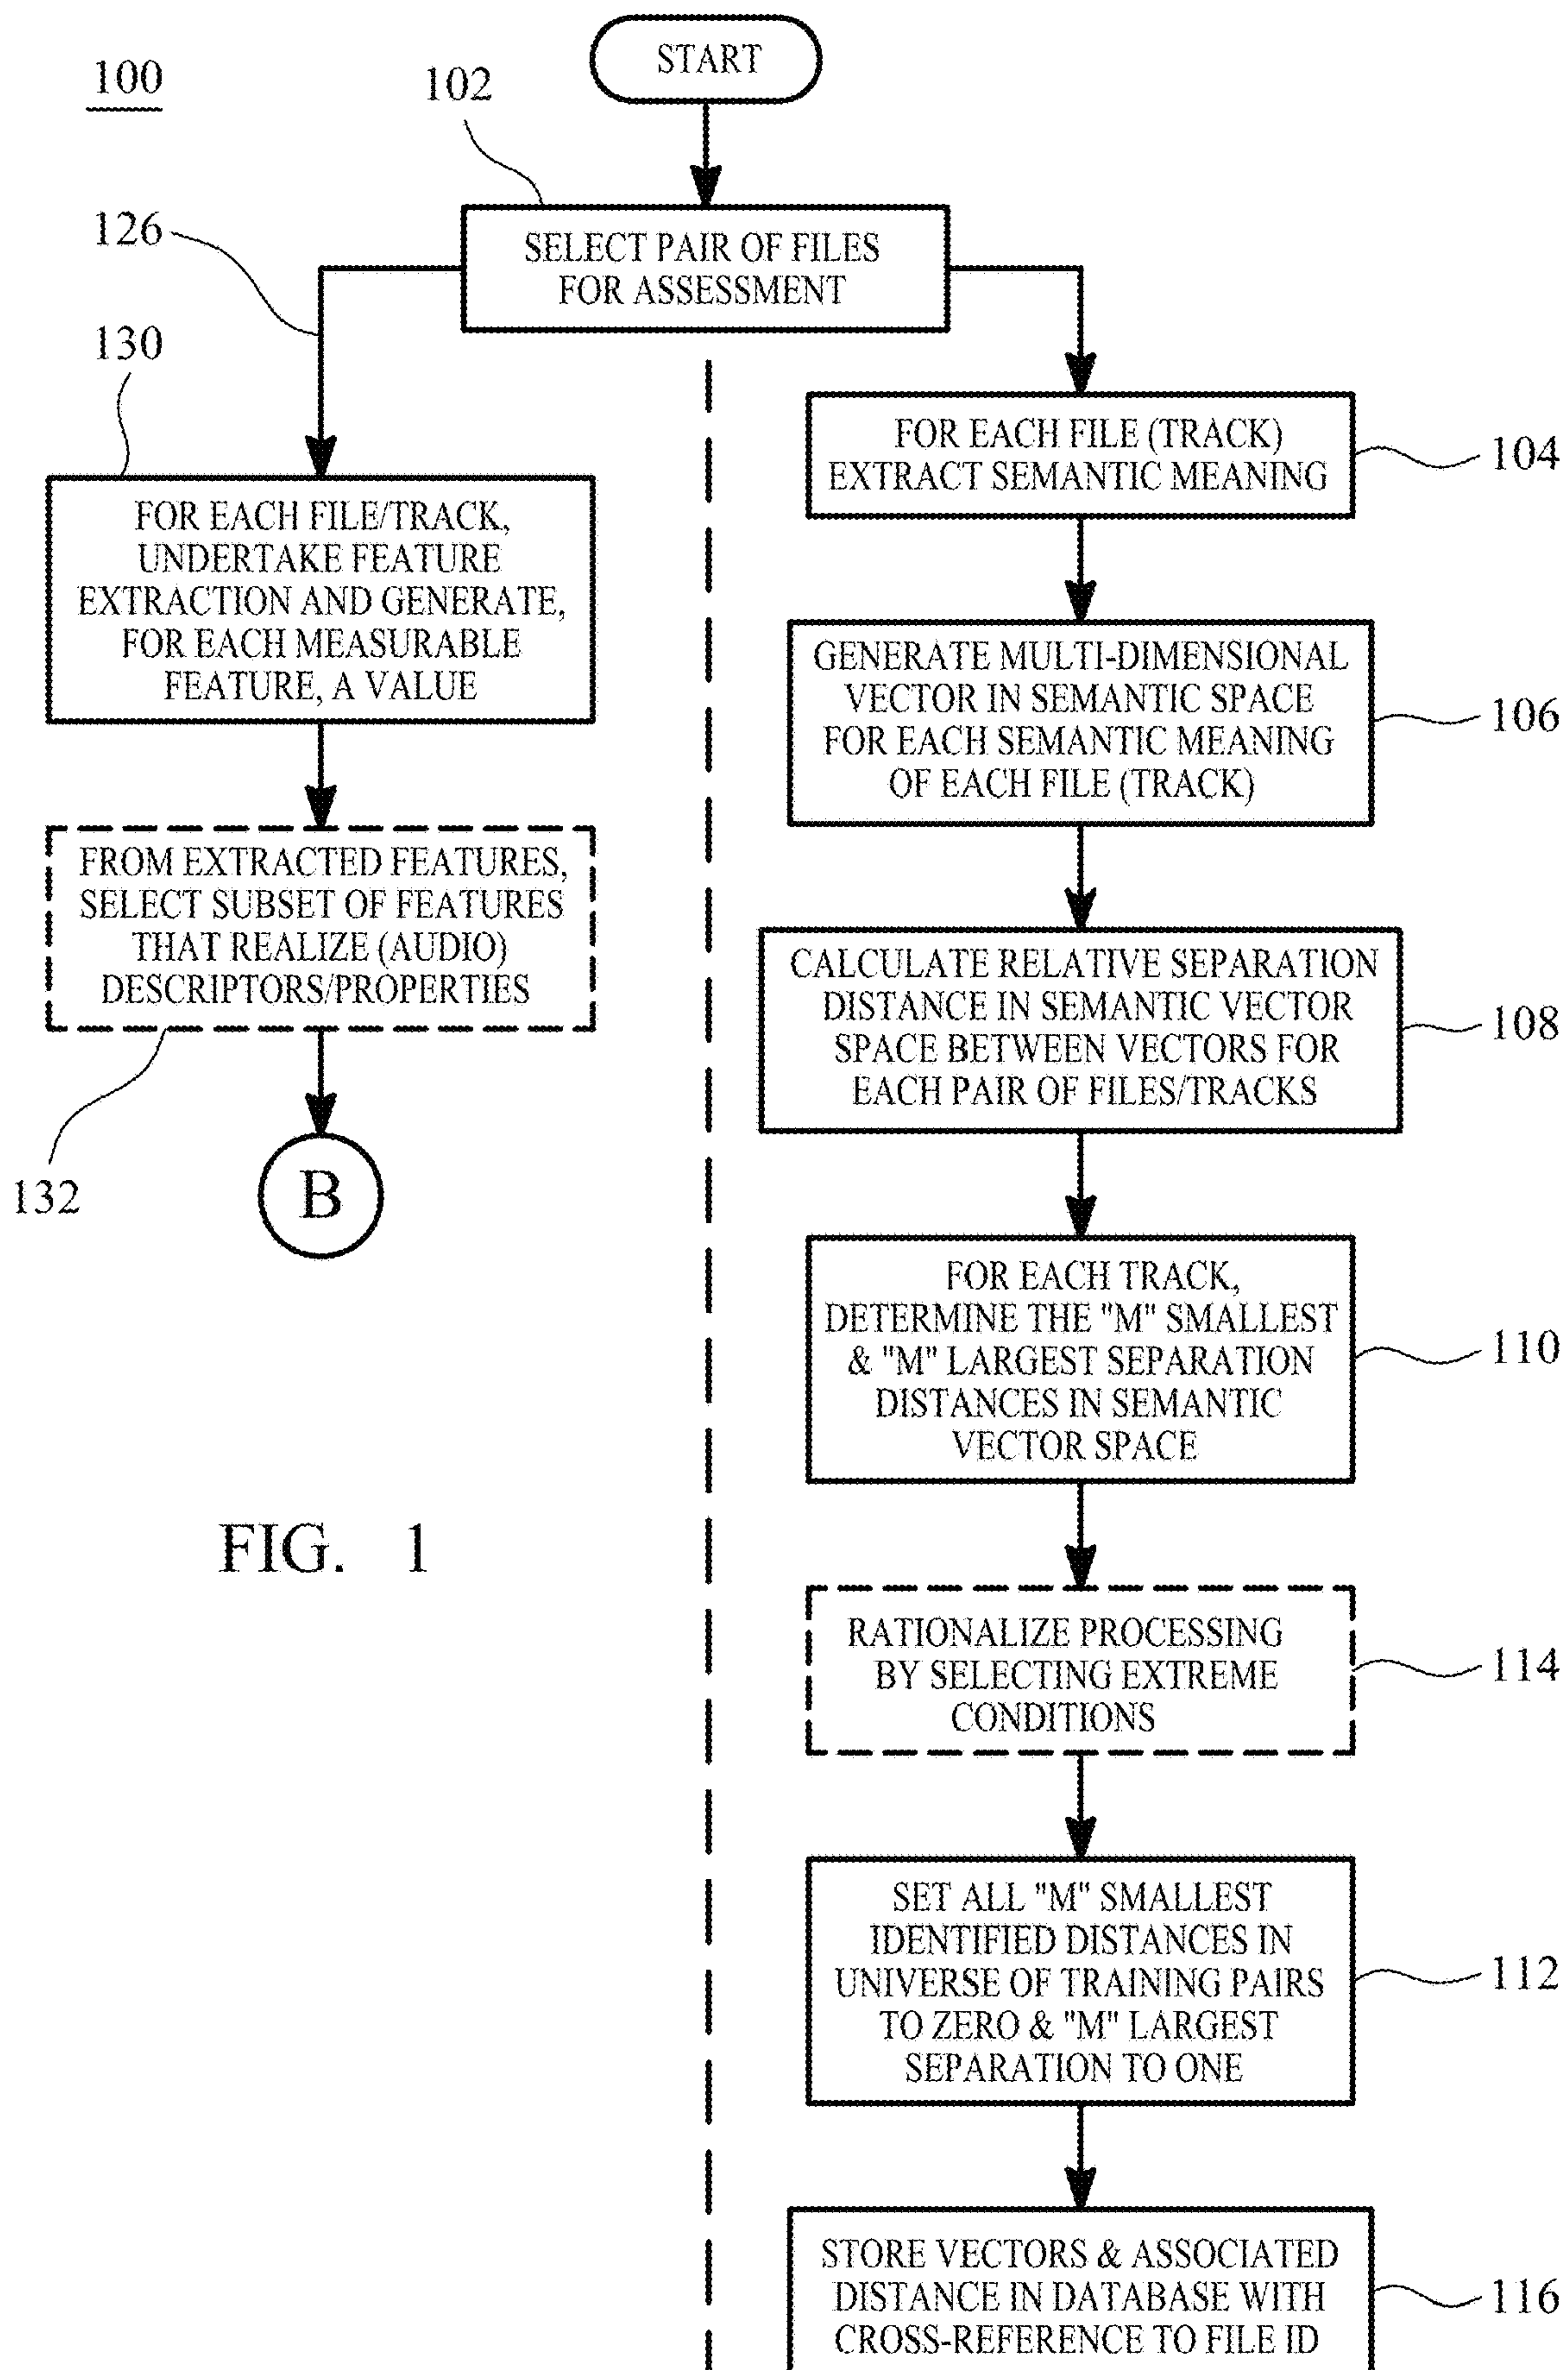 100
START
102
SELECT PAIR OF FILES
FOR ASSESSMENT
126
130
FOR EACH FILE/TRACK,
UNDERTAKE FEATURE
EXTRACTION AND GENERATE,
FOR EACH MEASURABLE
FEATURE, A VALUE
FROM EXTRACTED FEATURES,
SELECT SUBSET OF FEATURES
THAT REALIZE (AUDIO)
DESCRIPTORS/PROPERTIES
132
B
FIG. 1
FOR EACH FILE (TRACK)
EXTRACT SEMANTIC MEANING
104
GENERATE MULTI-DIMENSIONAL
VECTOR IN SEMANTIC SPACE
FOR EACH SEMANTIC MEANING
OF EACH FILE (TRACK)
106
CALCULATE RELATIVE SEPARATION
DISTANCE IN SEMANTIC VECTOR
SPACE BETWEEN VECTORS FOR
EACH PAIR OF FILES/TRACKS
108
FOR EACH TRACK,
DETERMINE THE "M" SMALLEST
& "M" LARGEST SEPARATION
DISTANCES IN SEMANTIC
VECTOR SPACE
110
RATIONALIZE PROCESSING
BY SELECTING EXTREME
CONDITIONS
114
SET ALL "M" SMALLEST
IDENTIFIED DISTANCES IN
UNIVERSE OF TRAINING PAIRS
TO ZERO & "M" LARGEST
SEPARATION TO ONE
112
STORE VECTORS & ASSOCIATED
DISTANCE IN DATABASE WITH
CROSS-REFERENCE TO FILE ID
116